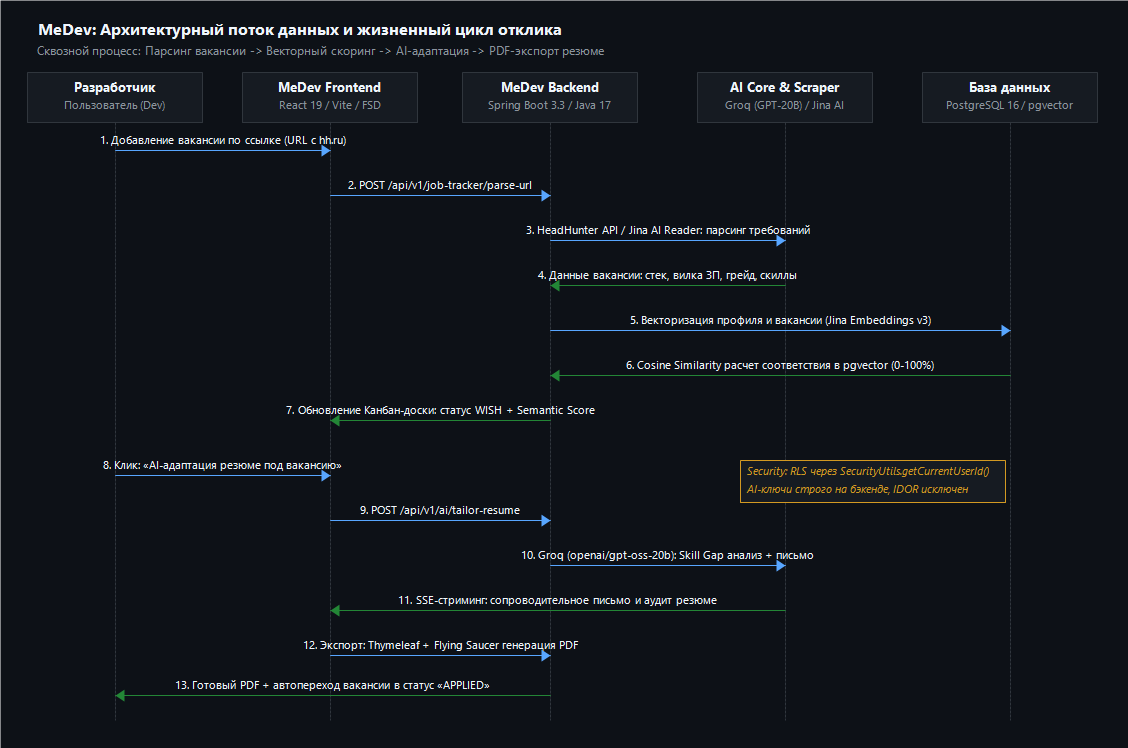 MeDev: Архитектурный поток данных и жизненный цикл отклика
Сквозной процесс: Парсинг вакансии -> Векторный скоринг -> AI-адаптация -> PDF-экспорт резюме
Разработчик
Пользователь (Dev)
MeDev Frontend
React 19 / Vite / FSD
MeDev Backend
Spring Boot 3.3 / Java 17
AI Core & Scraper
Groq (GPT-20B) / Jina AI
База данных
PostgreSQL 16 / pgvector
1. Добавление вакансии по ссылке (URL с hh.ru)
2. POST /api/v1/job-tracker/parse-url
3. HeadHunter API / Jina AI Reader: парсинг требований
4. Данные вакансии: стек, вилка ЗП, грейд, скиллы
5. Векторизация профиля и вакансии (Jina Embeddings v3)
6. Cosine Similarity расчет соответствия в pgvector (0-100%)
7. Обновление Канбан-доски: статус WISH + Semantic Score
8. Клик: «AI-адаптация резюме под вакансию»
Security: RLS через SecurityUtils.getCurrentUserId()
AI-ключи строго на бэкенде, IDOR исключен
9. POST /api/v1/ai/tailor-resume
10. Groq (openai/gpt-oss-20b): Skill Gap анализ + письмо
11. SSE-стриминг: сопроводительное письмо и аудит резюме
12. Экспорт: Thymeleaf + Flying Saucer генерация PDF
13. Готовый PDF + автопереход вакансии в статус «APPLIED»